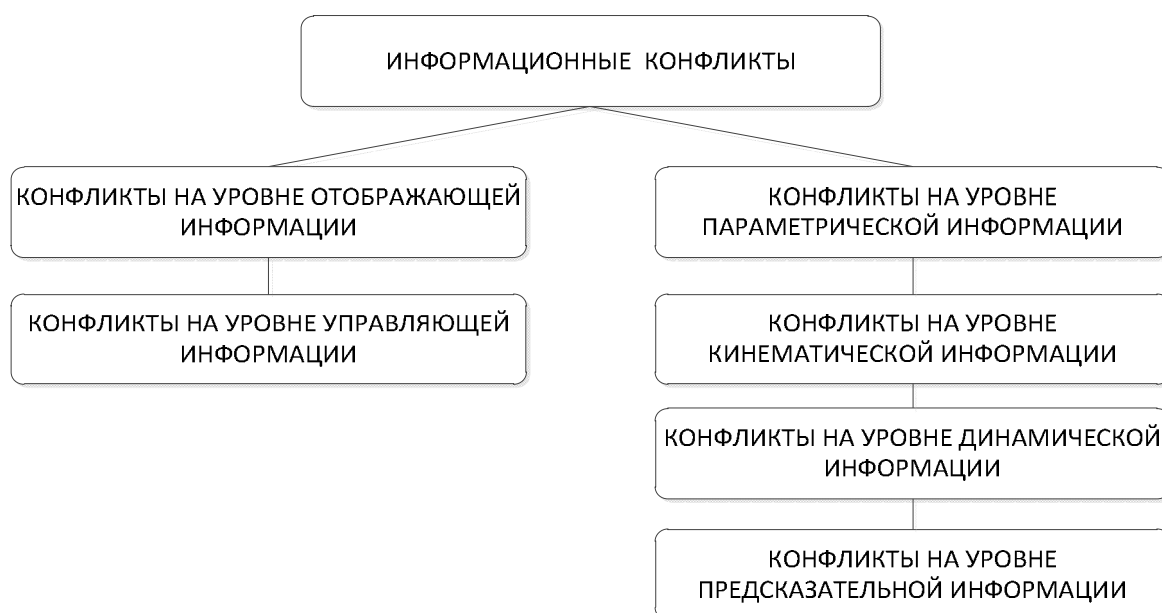 ИНФОРМАЦИОННЫЕ КОНФЛИКТЫ
КОНФЛИКТЫ НА УРОВНЕ ОТОБРАЖАЮЩЕЙ
ИНФОРМАЦИИ
КОНФЛИКТЫ НА УРОВНЕ УПРАВЛЯЮЩЕЙ
ИНФОРМАЦИИ
КОНФЛИКТЫ НА УРОВНЕ
ПАРАМЕТРИЧЕСКОЙ ИНФОРМАЦИИ
КОНФЛИКТЫ НА УРОВНЕ
КИНЕМАТИЧЕСКОЙ ИНФОРМАЦИИ
КОНФЛИКТЫ НА УРОВНЕ ДИНАМИЧЕСКОЙ
ИНФОРМАЦИИ
КОНФЛИКТЫ НА УРОВНЕ
ПРЕДСКАЗАТЕЛЬНОЙ ИНФОРМАЦИИ